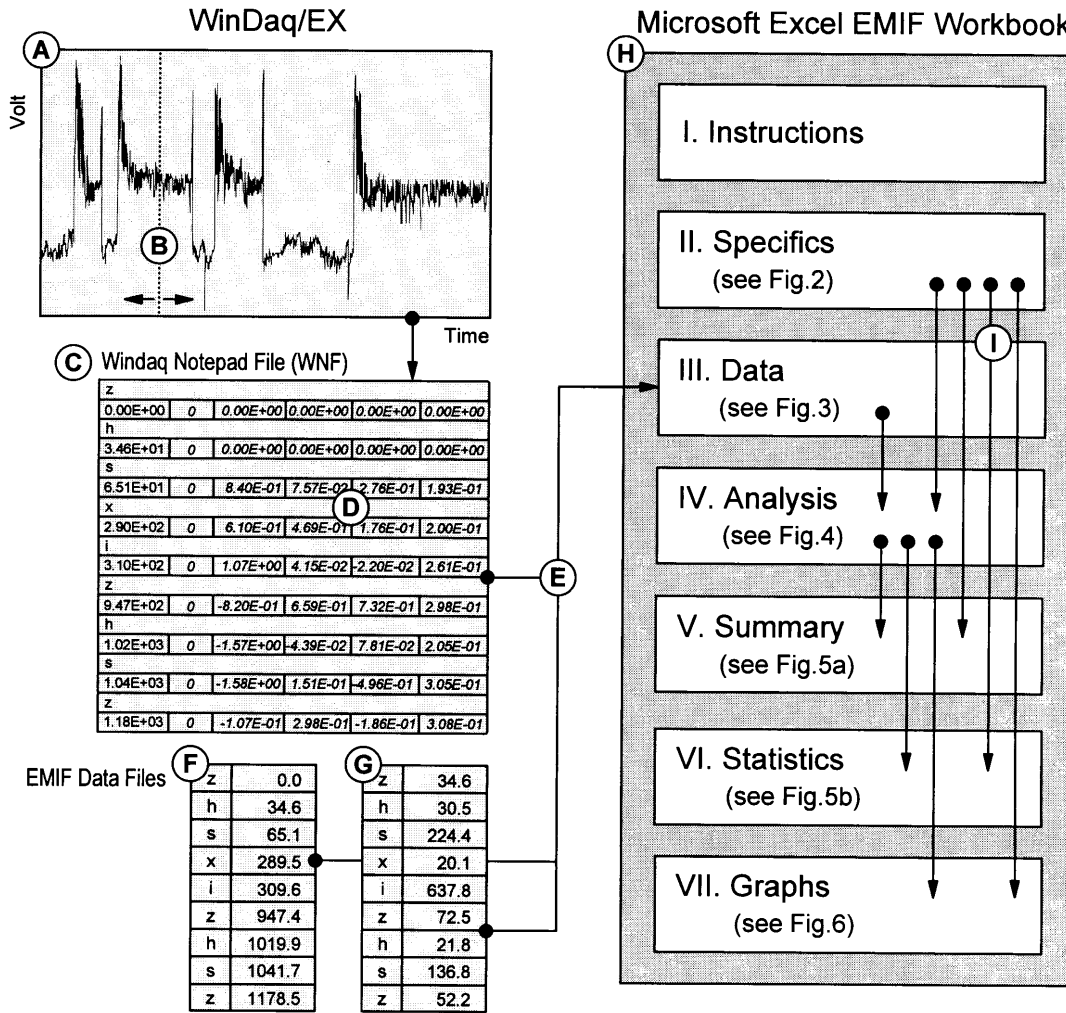 WinDaq/EX
A
Volt
B
Time
C Windaq Notepad File (WNF)
z
0.00E+00 0 0.00E+00 0.00E+00 0.00E+00 0.00E+00
h
3.46E+01 0 0.00E+00 0.00E+00 0.00E+00 0.00E+00
s
6.51E+01 0 8.40E-01 7.57E-02 2.76E-01 1.93E-01
D
x
2.90E+02 0 6.10E-01 4.69E-01 1.76E-01 2.00E-01
i
3.10E+02 0 1.07E+00 4.15E-02 -2.20E-02 2.61E-01
E
z
9.47E+02 0 -8.20E-01 6.59E-01 7.32E-01 2.98E-01
h
1.02E+03 0 -1.57E+00 -4.39E-02 7.81E-02 2.05E-01
s
1.04E+03 0 -1.58E+00 1.51E-01 -4.96E-01 3.05E-01
z
1.18E+03 0 -1.07E-01 2.98E-01 -1.86E-01 3.08E-01
EMIF Data Files
F
z 0.0
h 34.6
s 65.1
x 289.5
i 309.6
z 947.4
h 1019.9
s 1041.7
z 1178.5
G
z 34.6
h 30.5
s 224.4
x 20.1
i 637.8
z 72.5
h 21.8
s 136.8
z 52.2
Microsoft Excel EMIF Workbook
H
I. Instructions
II. Specifics
(see Fig.2)
I
III. Data
(see Fig.3)
IV. Analysis
(see Fig.4)
V. Summary
(see Fig.5a)
VI. Statistics
(see Fig.5b)
VII. Graphs
(see Fig.6)